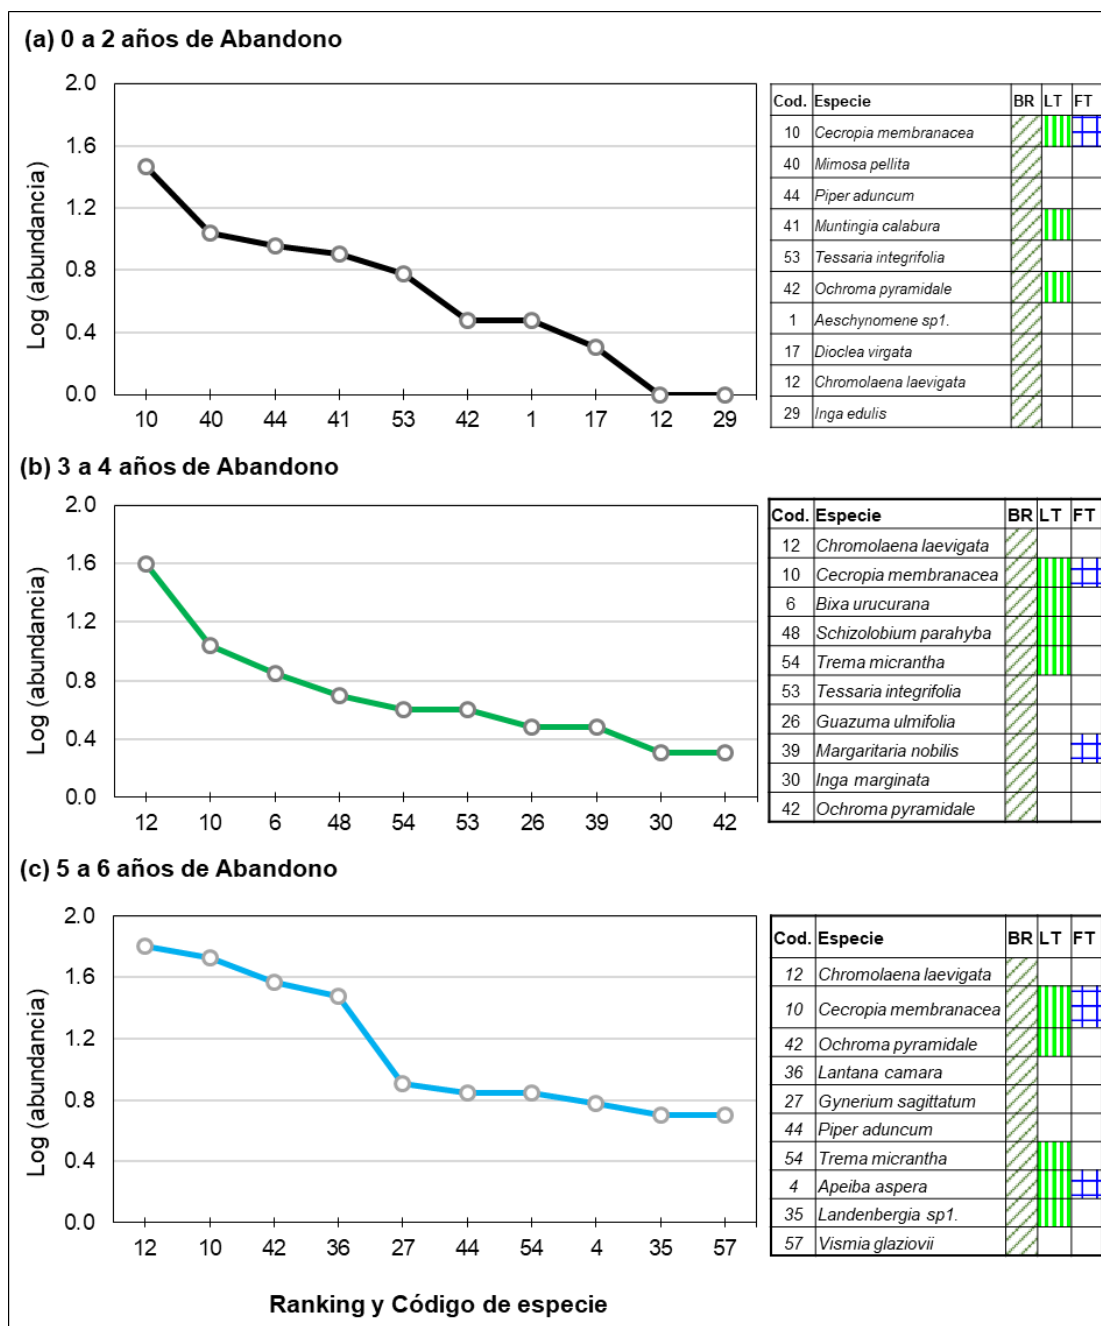 (a) 0 a 2 años de Abandono
Log (abundancia)
2.0
1.6
1.2
0.8
0.4
0.0
10 40 44 41 53 42 1 17 12 29
Cod. Especie BR LT FT
10 Cecropia membranacea
40 Mimosa pellita
44 Piper aduncum
41 Muntingia calabura
53 Tessaria integrifolia
42 Ochroma pyramidale
1 Aeschynomene sp1.
17 Dioclea virgata
12 Chromolaena laevigata
29 Inga edulis
(b) 3 a 4 años de Abandono
Log (abundancia)
2.0
1.6
1.2
0.8
0.4
0.0
12 10 6 48 54 53 26 39 30 42
Cod. Especie BR LT FT
12 Chromolaena laevigata
10 Cecropia membranacea
6 Bixa urucurana
48 Schizolobium parahyba
54 Trema micrantha
53 Tessaria integrifolia
26 Guazuma ulmifolia
39 Margaritaria nobilis
30 Inga marginata
42 Ochroma pyramidale
(c) 5 a 6 años de Abandono
Log (abundancia)
2.0
1.6
1.2
0.8
0.4
0.0
12 10 42 36 27 44 54 4 35 57
Cod. Especie BR LT FT
12 Chromolaena laevigata
10 Cecropia membranacea
42 Ochroma pyramidale
36 Lantana camara
27 Gynerium sagittatum
44 Piper aduncum
54 Trema micrantha
4 Apeiba aspera
35 Landenbergia sp1.
57 Vismia glaziovii
Ranking y Código de especie